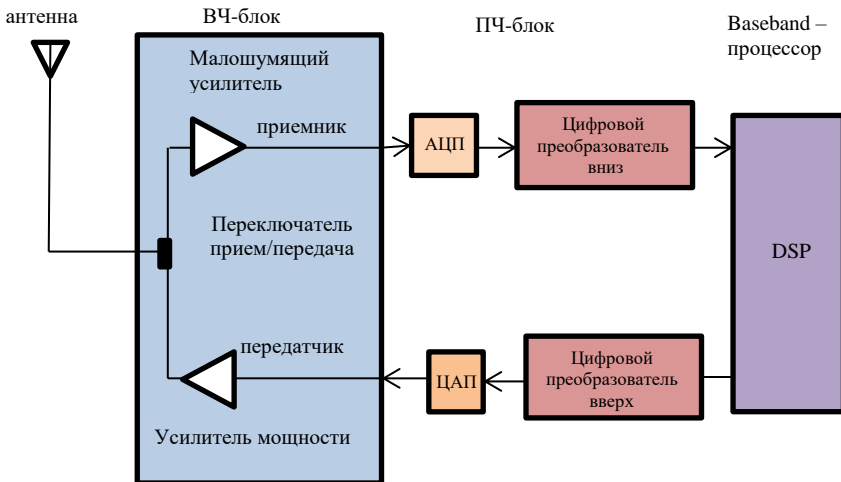 антенна
ВЧ-блок
ПЧ-блок
Baseband –
процессор
Малошумящий
усилитель
приемник
АЦП
Цифровой
преобразователь
вниз
Переключатель
прием/передача
DSP
передатчик
ЦАП
Цифровой
преобразователь
вверх
Усилитель мощности